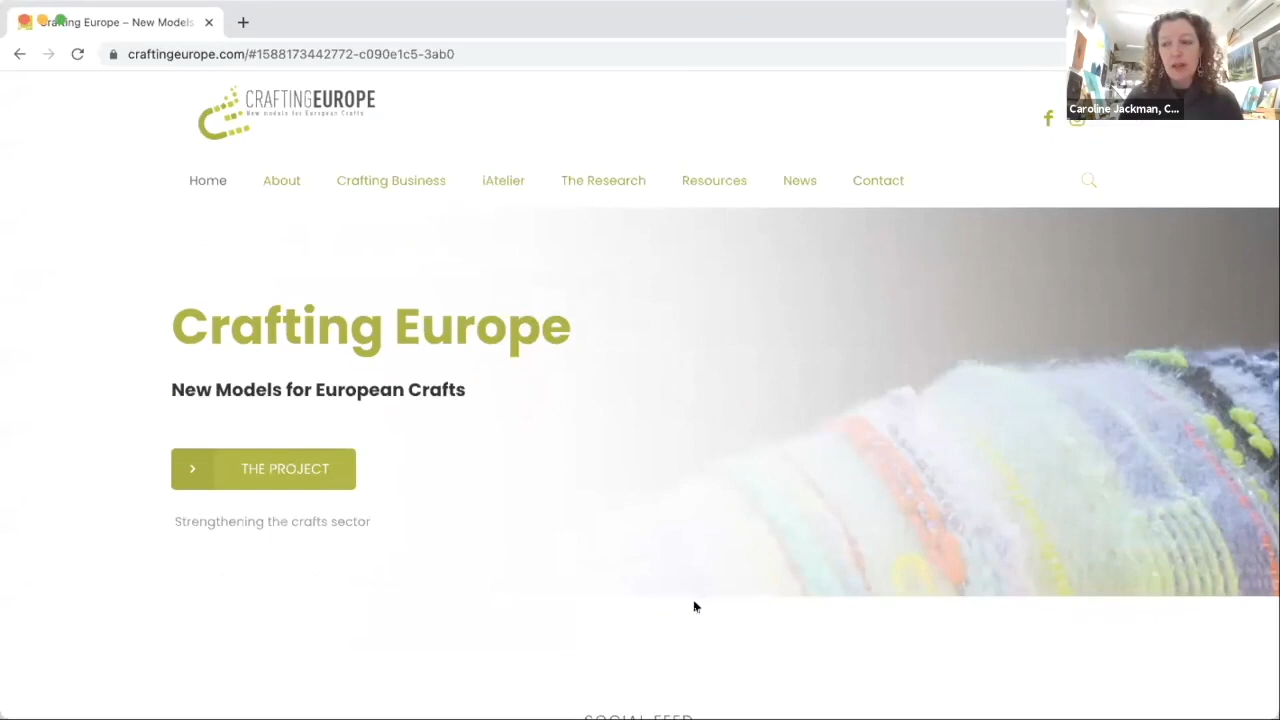 Crafting Europe – New Models
craftingeurope.com/#1588173442772-c090e1c5-3ab0
Caroline Jackman, C...
CRAFTINGEUROPE
New models for European Crafts
Home About Crafting Business iAtelier The Research Resources News Contact
Crafting Europe
New Models for European Crafts
THE PROJECT
Strengthening the crafts sector
SOCIAL FEED